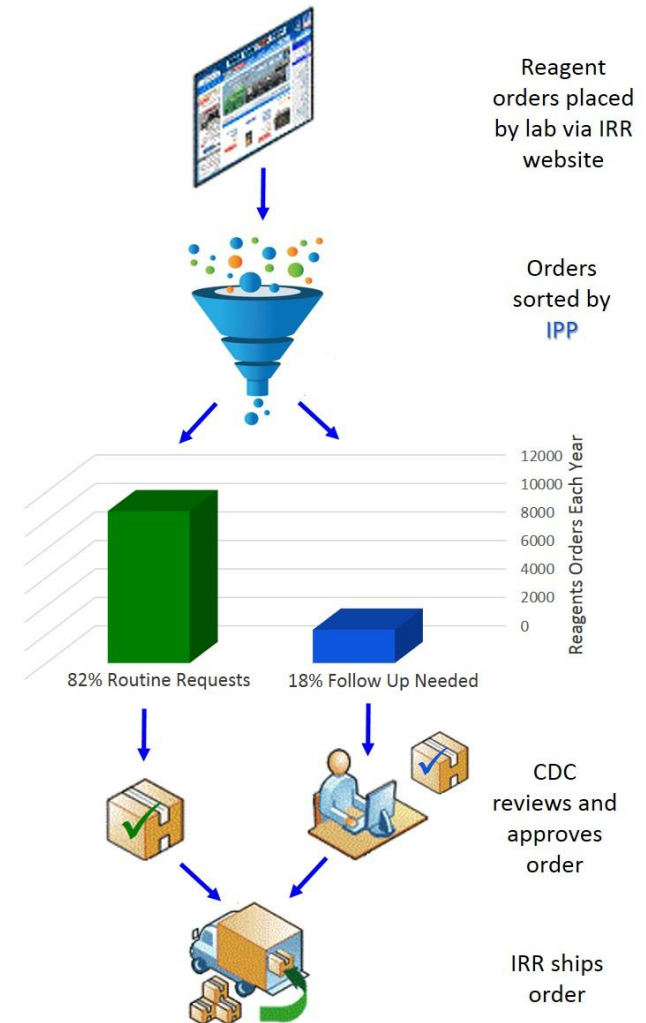 Reagent
orders placed
by lab via IRR
website
Orders
sorted by
IPP
12000
10000
8000
6000
4000
2000
0
Reagents Orders Each Year
82% Routine Requests
18% Follow Up Needed
CDC
reviews and
approves
order
IRR ships
order